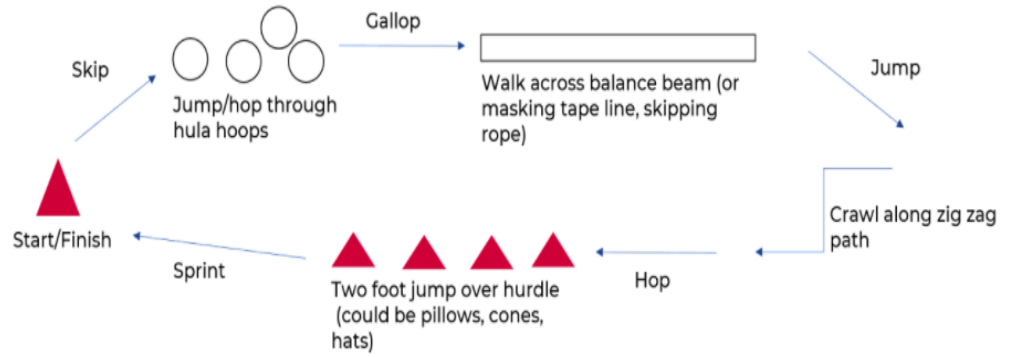 Skip
Jump/hop through
hula hoops
Gallop
Walk across balance beam (or
masking tape line, skipping
rope)
Jump
Crawl along zig zag
path
Hop
Two foot jump over hurdle
(could be pillows, cones,
hats)
Sprint
Start/Finish